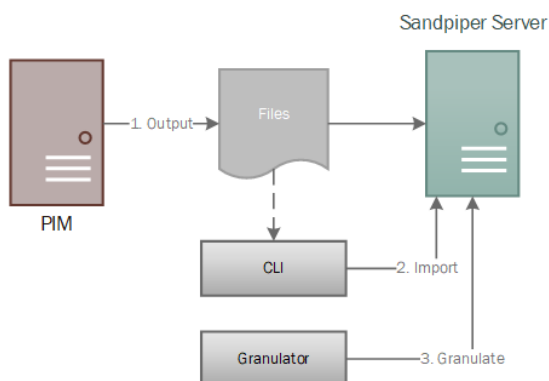 Sandpiper Server
Files
1. Output
PIM
CLI
2. Import
Granulator
3. Granulate